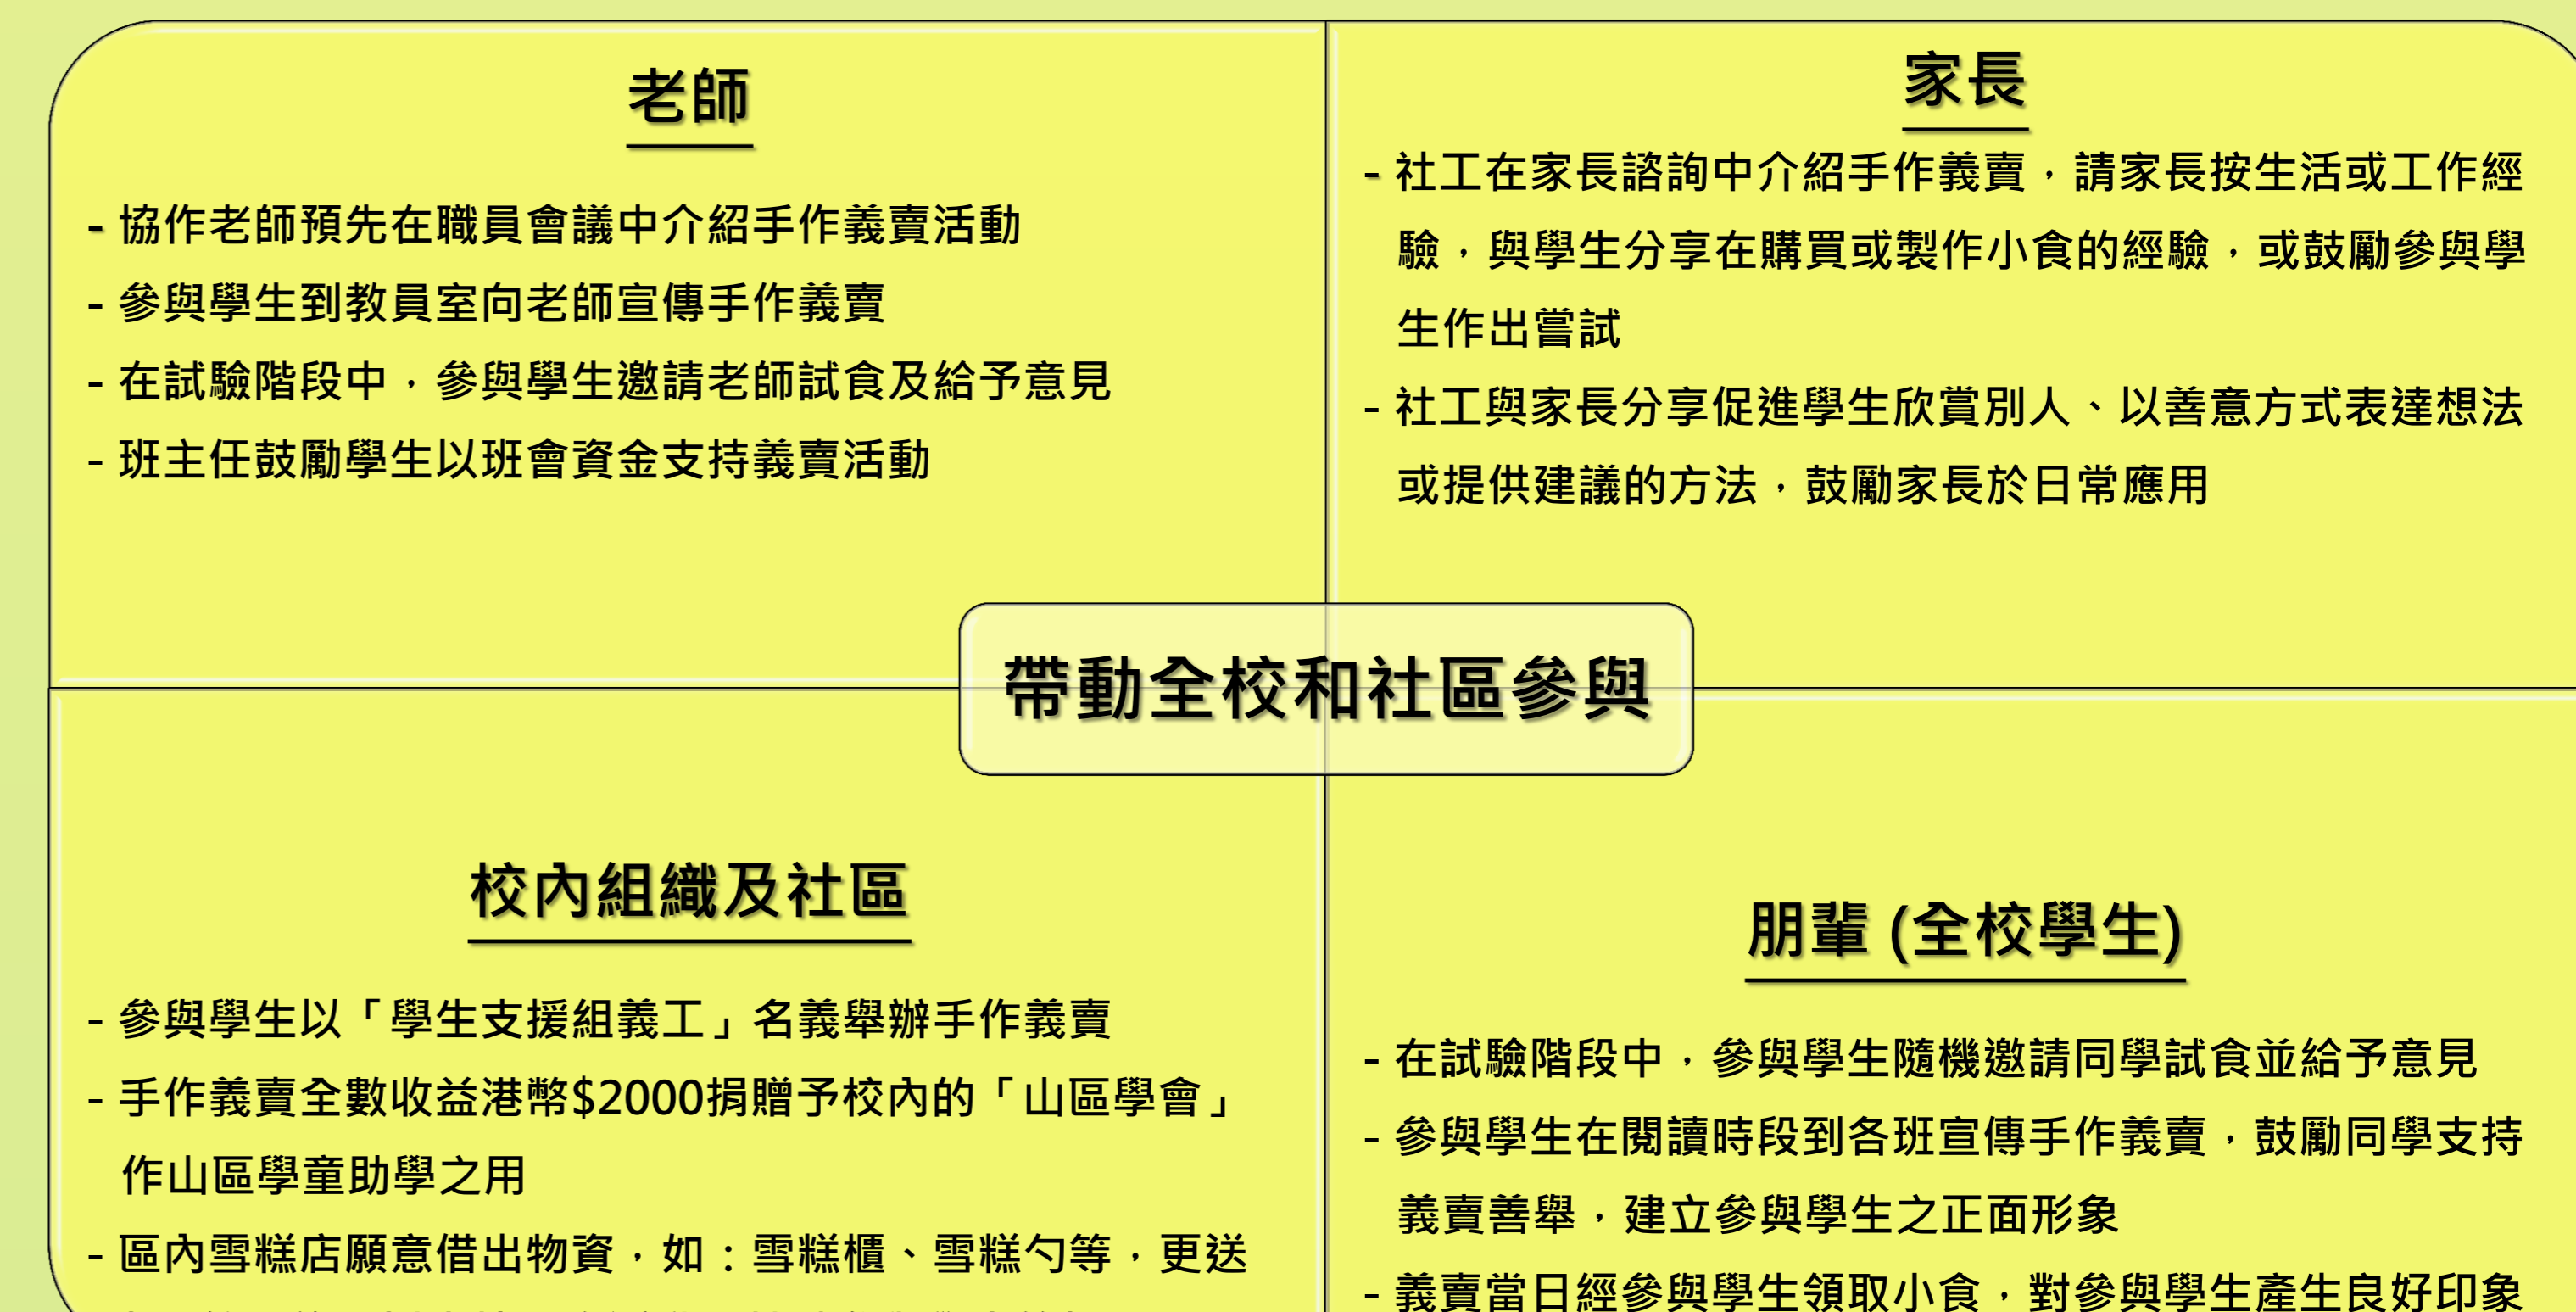 老師
- 協作老師預先在職員會議中介紹手作義賣活動
- 參與學生到教員室向老師宣傳手作義賣
- 在試驗階段中，參與學生邀請老師試食及給予意見
- 班主任鼓勵學生以班會資金支持義賣活動
家長
- 社工在家長諮詢中介紹手作義賣，請家長按生活或工作經
驗，與學生分享在購買或製作小食的經驗，或鼓勵參與學
生作出嘗試
- 社工與家長分享促進學生欣賞別人、以善意方式表達想法
或提供建議的方法，鼓勵家長於日常應用
帶動全校和社區參與
校內組織及社區
- 參與學生以「學生支援組義工」名義舉辦手作義賣
- 手作義賣全數收益港幣$2000捐贈予校內的「山區學會」
作山區學童助學之用
- 區內雪糕店願意借出物資，如：雪糕櫃、雪糕勺等，更送
朋輩 (全校學生)
- 在試驗階段中，參與學生隨機邀請同學試食並給予意見
- 參與學生在閱讀時段到各班宣傳手作義賣，鼓勵同學支持
義賣善舉，建立參與學生之正面形象
- 義賣當日經參與學生領取小食，對參與學生產生良好印象